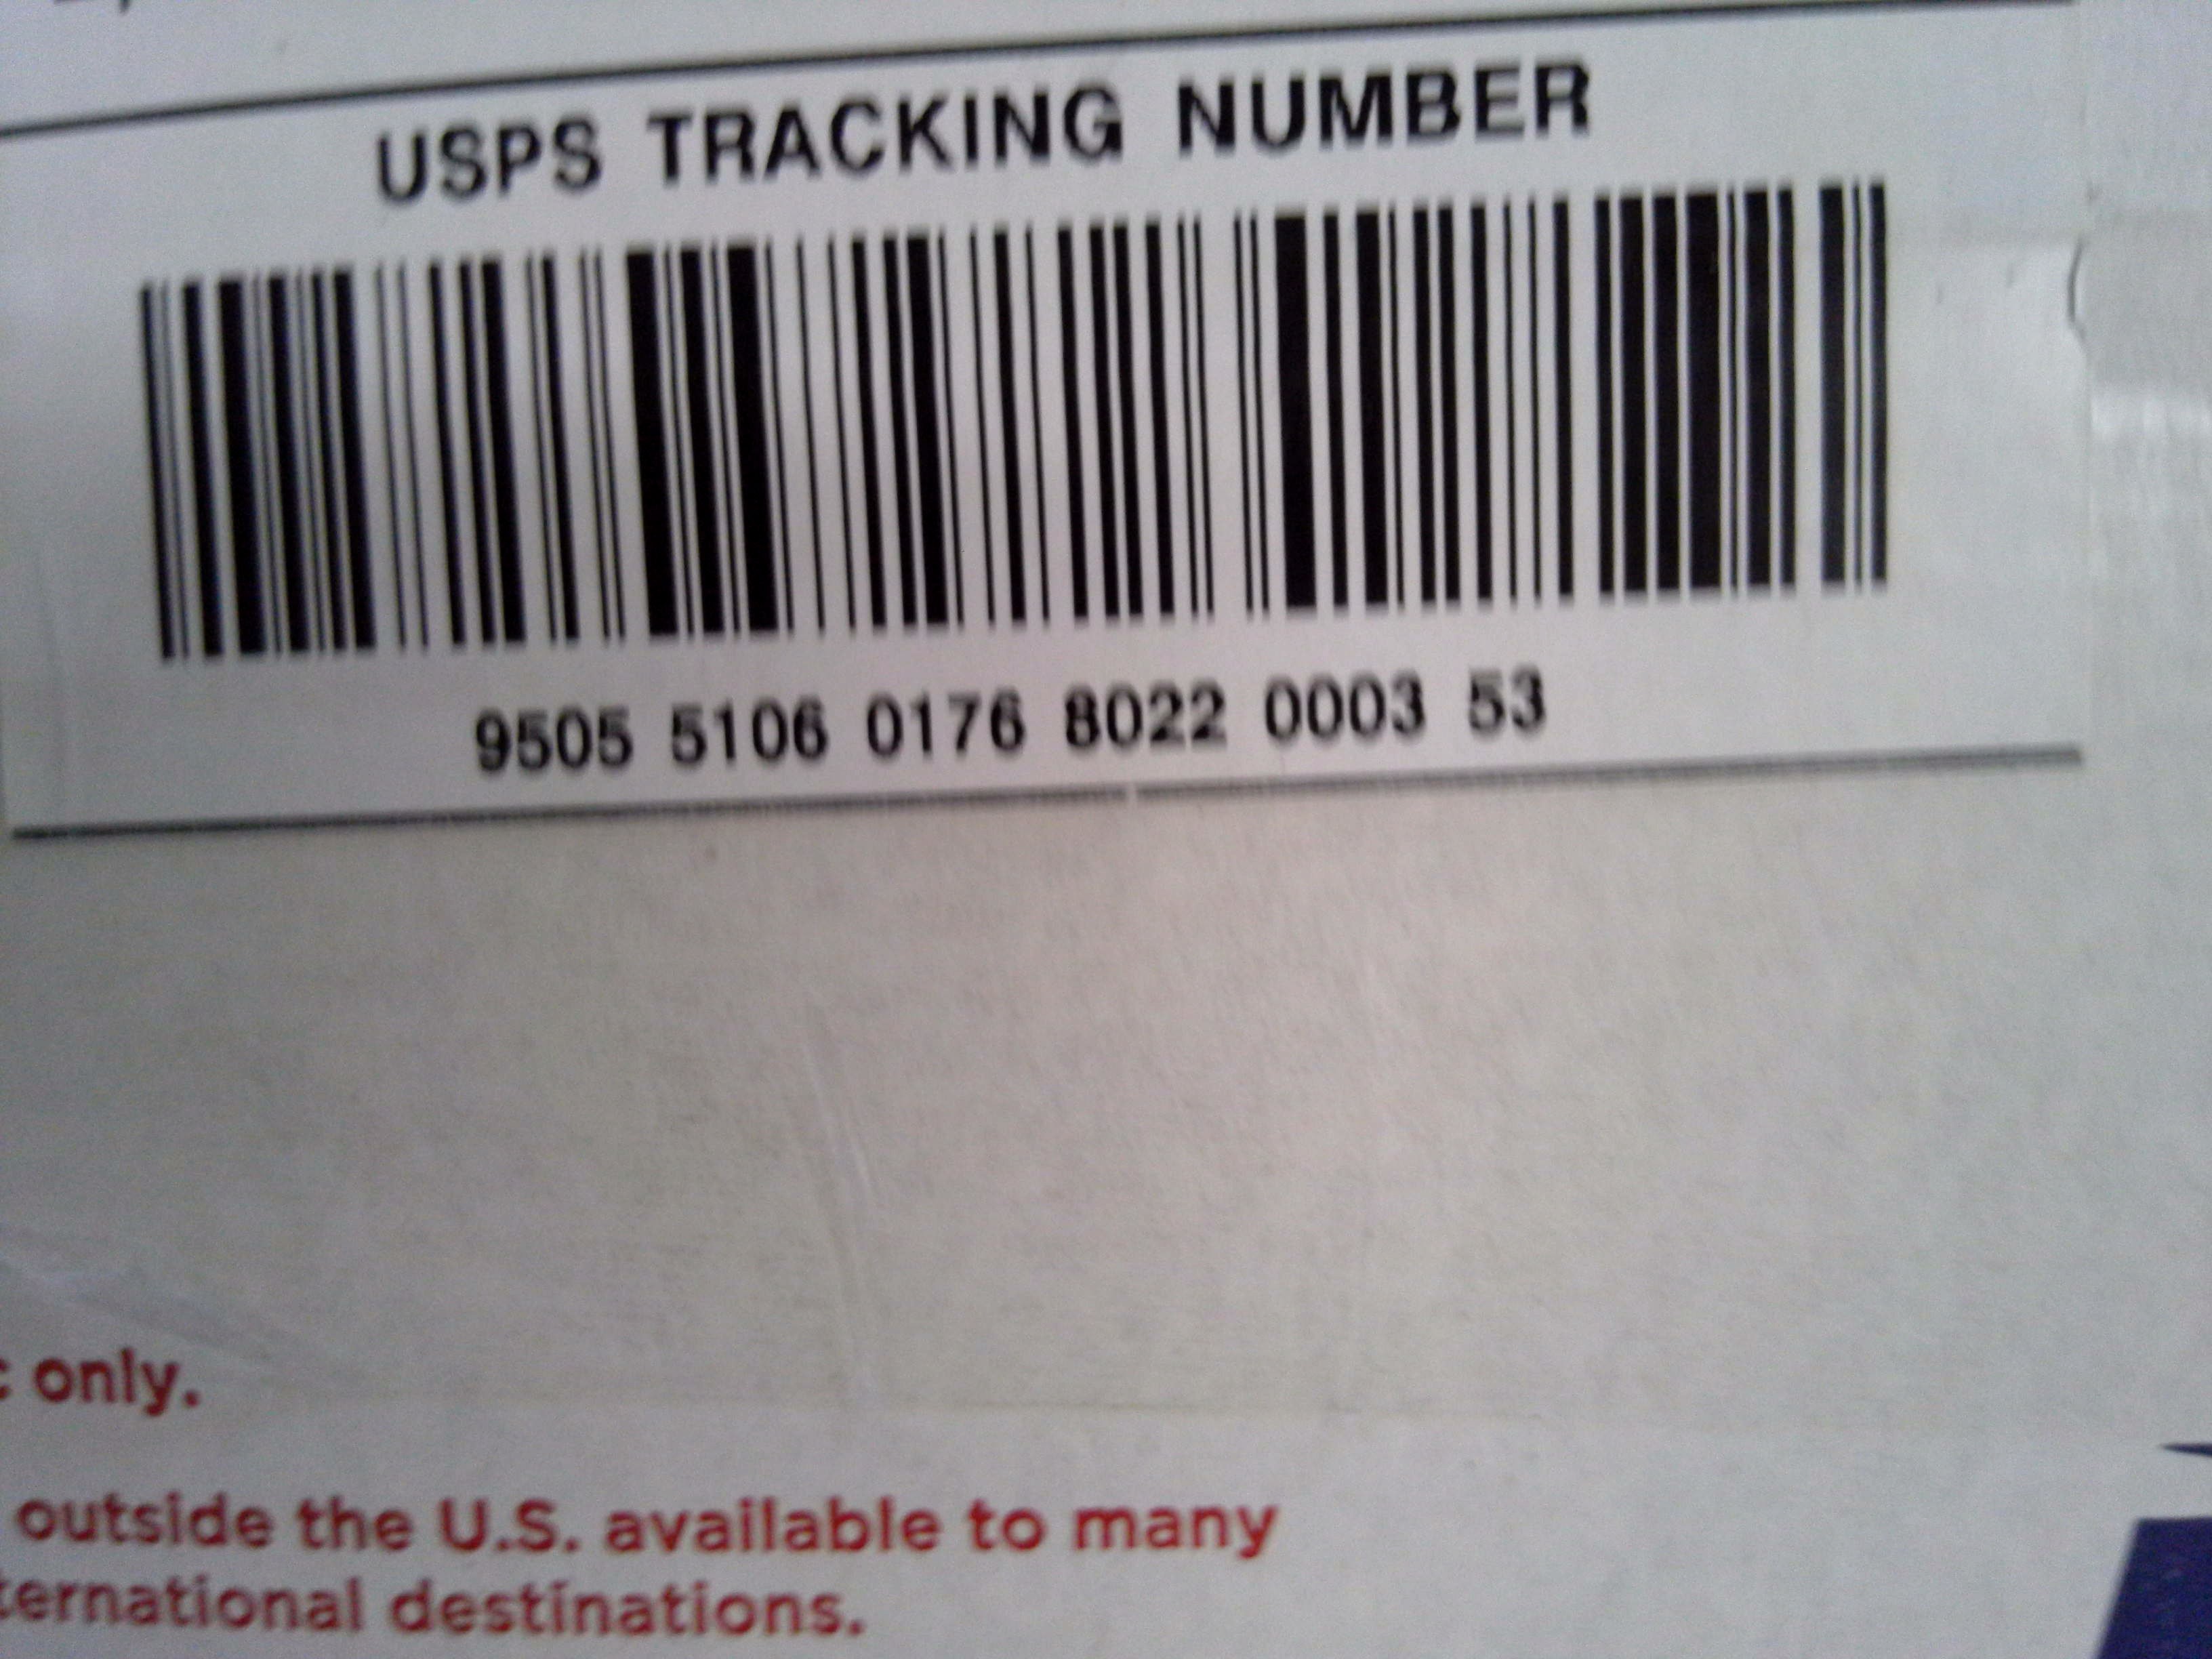 USPS TRACKING NUMBER
9505 5106 0176 8022 0003 53
only.
outside the U.S. available to many
ternational destinations.